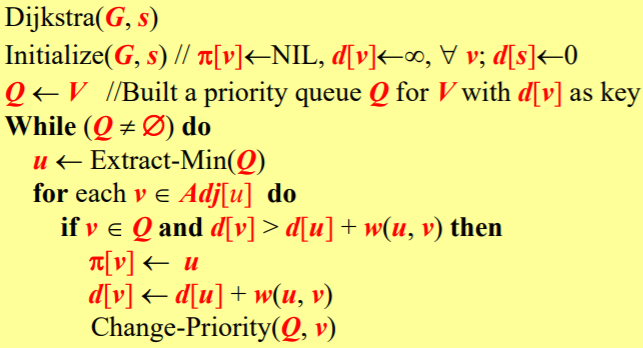 Dijkstra(G, s)
Initialize(G, s) // π[v]←NIL, d[v]←∞, ∀ v; d[s]←0
Q ← V //Built a priority queue Q for V with d[v] as key
While (Q ≠ ∅) do
u ← Extract-Min(Q)
for each v ∈ Adj[u] do
if v ∈ Q and d[v] > d[u] + w(u, v) then
π[v] ← u
d[v] ← d[u] + w(u, v)
Change-Priority(Q, v)